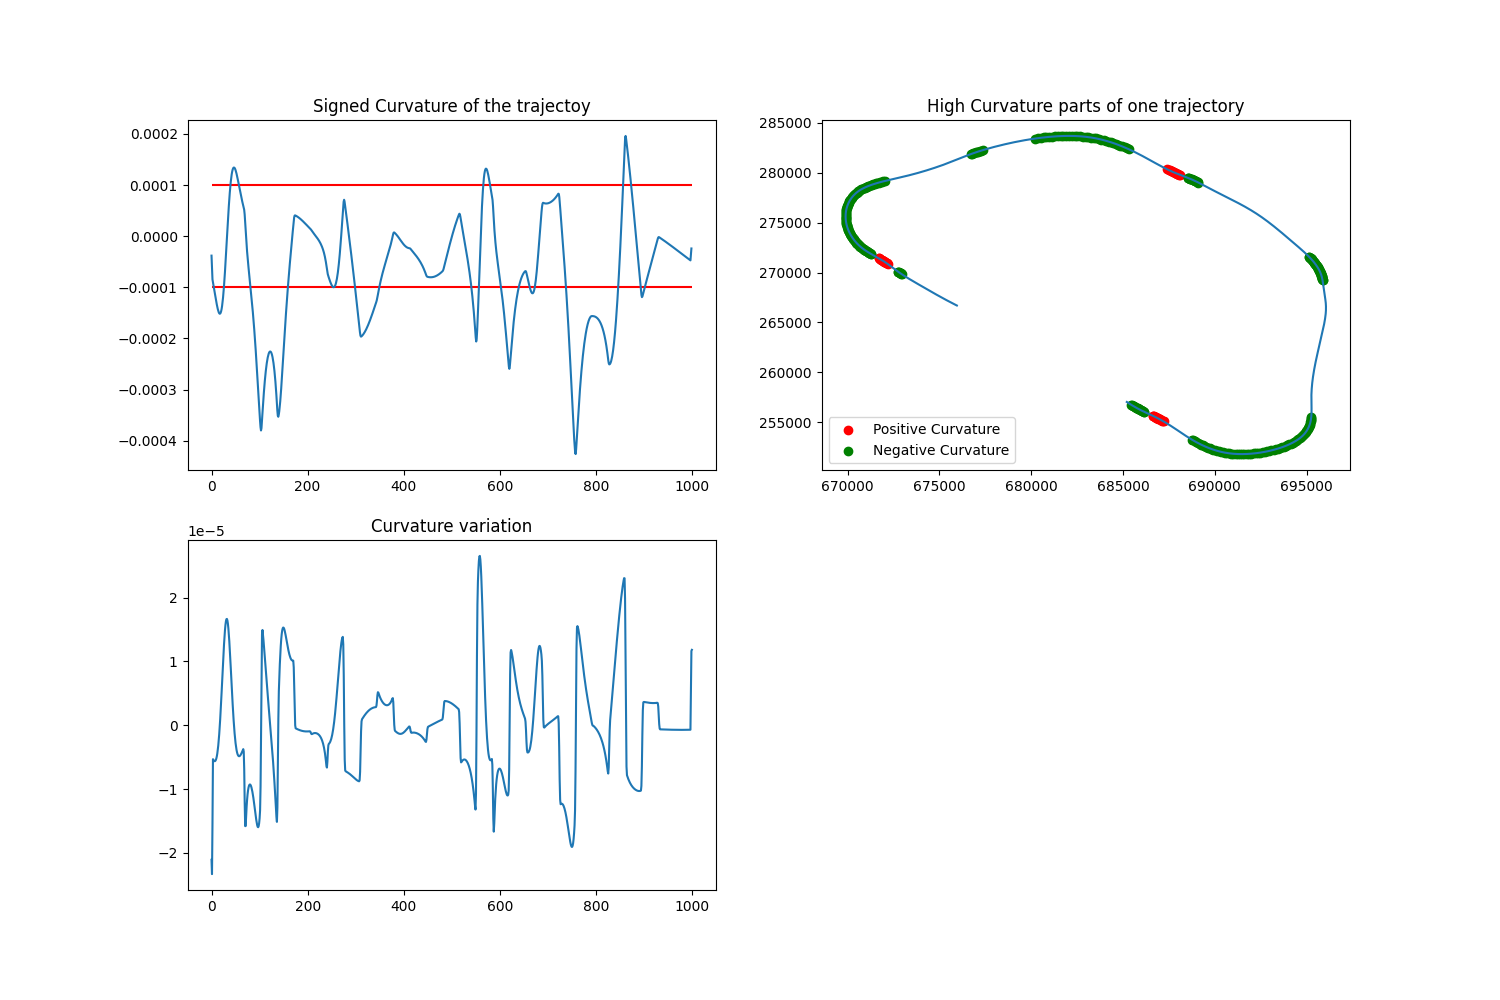 Signed Curvature of the trajectoy
0.0002
0.0001
0.0000
−0.0001
−0.0002
−0.0003
−0.0004
0 200 400 600 800 1000
High Curvature parts of one trajectory
285000
280000
275000
270000
265000
260000
255000
Positive Curvature
Negative Curvature
670000 675000 680000 685000 690000 695000
Curvature variation
1e−5
2
1
0
−1
−2
0 200 400 600 800 1000